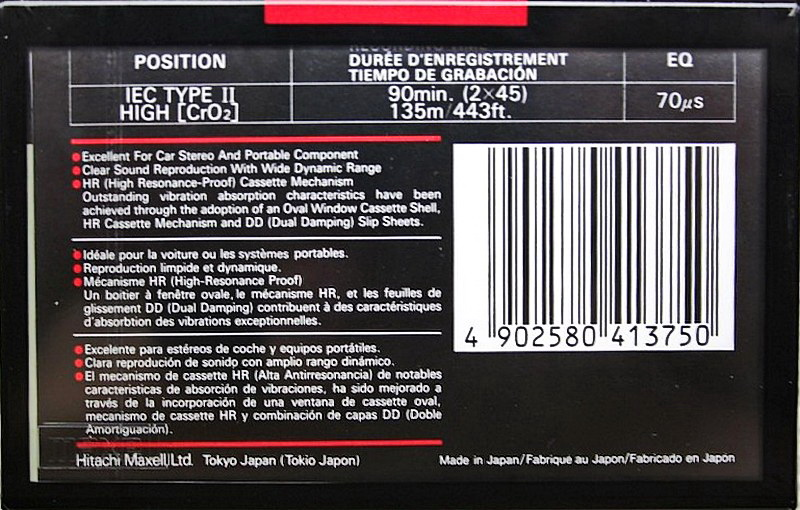 POSITION
DURÉE D'ENREGISTREMENT
TIEMPO DE GRABACIÓN
EQ
IEC TYPE II
HIGH [CrO2]
90min. (2×45)
135m/443ft.
70µs
●Excellent For Car Stereo And Portable Component
●Clear Sound Reproduction With Wide Dynamic Range
●HR (High Resonance-Proof) Cassette Mechanism
Outstanding vibration absorption characteristics have been
achieved through the adoption of an Oval Window Cassette Shell,
HR Cassette Mechanism and DD (Dual Damping) Slip Sheets.
●Idéale pour la voiture ou les systèmes portables.
●Reproduction limpide et dynamique.
●Mécanisme HR (High-Resonance Proof)
Un boitier à fenêtre ovale, le mécanisme HR, et les feuilles de
glissement DD (Dual Damping) contribuent à des caractéristiques
d'absorbtion des vibrations exceptionnelles.
●Excelente para estéreos de coche y equipos portátiles.
●Clara reprodución de sonido con amplio rango dinámico.
●El mecanismo de cassette HR (Alta Antirresonancia) de notables
caracteristicas de absorción de vibraciones, ha sido mejorado a
través de la incorporación de una ventana de cassette oval,
mecanismo de cassette HR y combinación de capas DD (Doble
Amortiguación).
4 902580 413750
Hitachi Maxell,Ltd. Tokyo Japan (Tokio Japon)
Made in Japan/Fabriqué au Japon/Fabricado en Japón